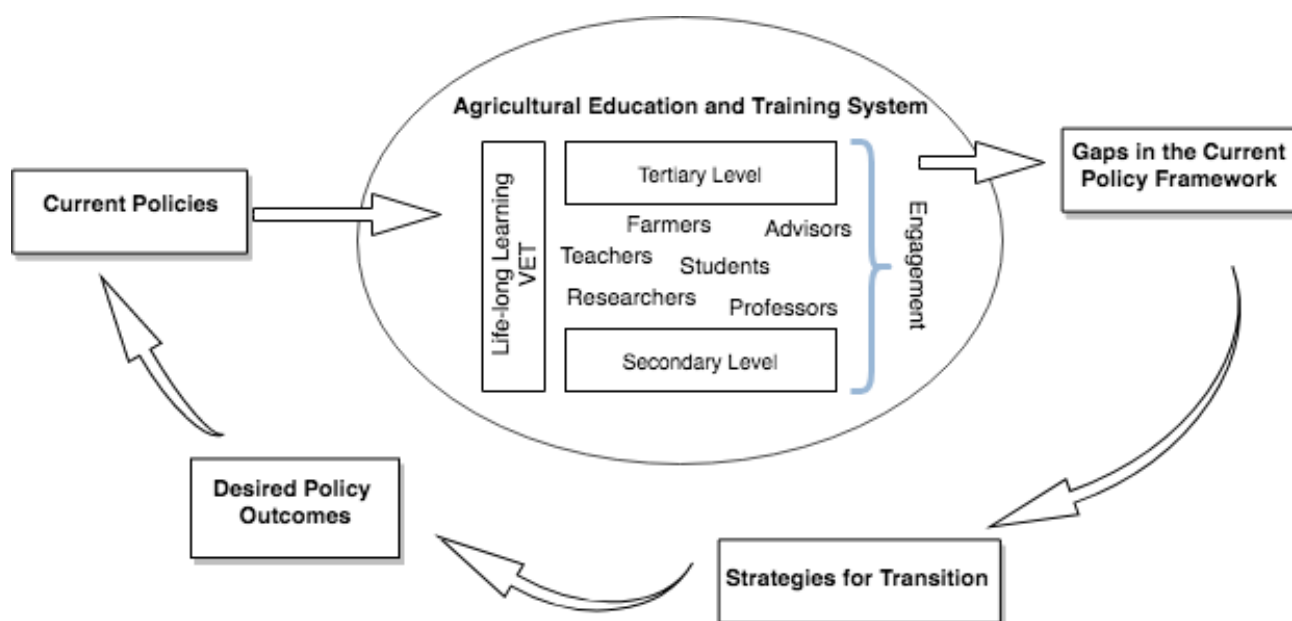 Agricultural Education and Training System
Current Policies
Life-long Learning
VET
Tertiary Level
Farmers
Advisors
Teachers
Students
Researchers
Professors
Secondary Level
Engagement
Gaps in the Current
Policy Framework
Desired Policy
Outcomes
Strategies for Transition